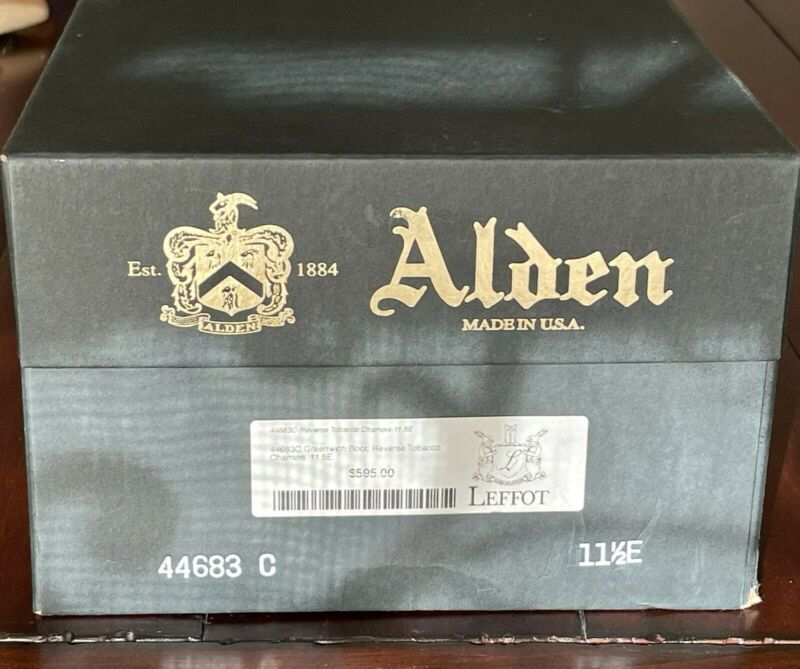 Est.
1884
ALDEN
Alden
MADE IN U.S.A.
44683C-Reverse Tobacco Chamois-11.5E
44683C Greenwich Boot, Reverse Tobacco
Chamois 11.5E
$595.00
L
LEFFOT
44683 C
11½E